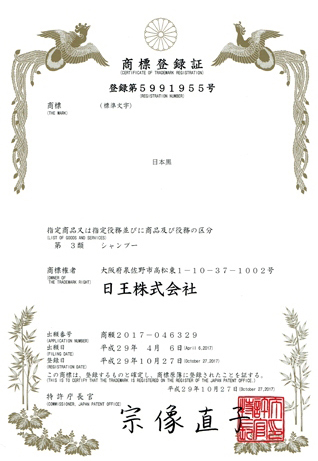 商標登録証
(CERTIFICATE OF TRADEMARK REGISTRATION)
登録第5991955号
(REGISTRATION NUMBER)
商標
(THE MARK)
(標準文字)
日本熊
指定商品又は指定役務並びに商品及び役務の区分
(LIST OF GOODS AND SERVICES)
第 3類 シャンプー
商標権者
(OWNER OF THE TRADEMARK RIGHT)
大阪府泉佐野市高松東1-10-37-1002号
日王株式会社
出願番号
(APPLICATION NUMBER)
商願2017-046329
出願日
(FILING DATE)
平成29年 4月 6日(April 6,2017)
登録日
(REGISTRATION DATE)
平成29年10月27日(October 27,2017)
この商標は、登録するものと確定し、商標原簿に登録されたことを証する。
(THIS IS TO CERTIFY THAT THE TRADEMARK IS REGISTERED ON THE REGISTER OF THE JAPAN PATENT OFFICE.)
平成29年10月27日(October 27,2017)
特許庁長官
(COMMISSIONER, JAPAN PATENT OFFICE)
宗像直子